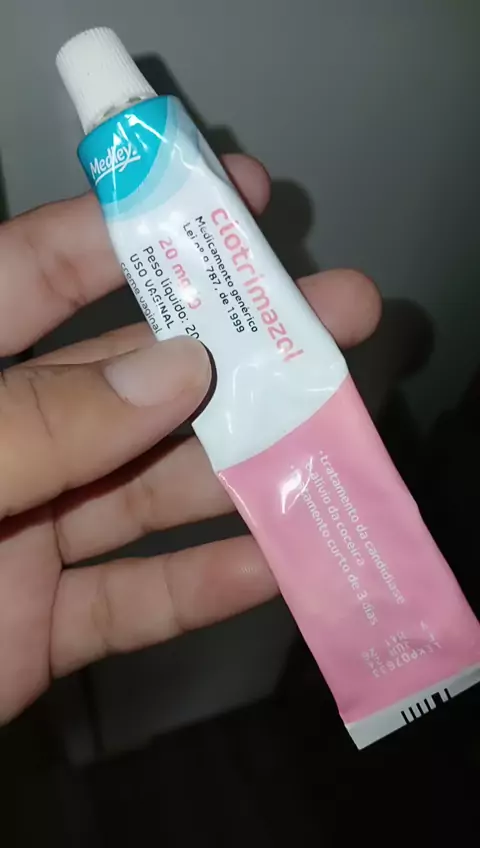 Medley
clotrimazol
Medicamento genérico
Lei nº 9.787, de 1999
20 mg/g
Peso líquido: 20
USO VAGINAL
creme vaginal
• tratamento da candidíase
alívio da coceira
curto de 3 dias